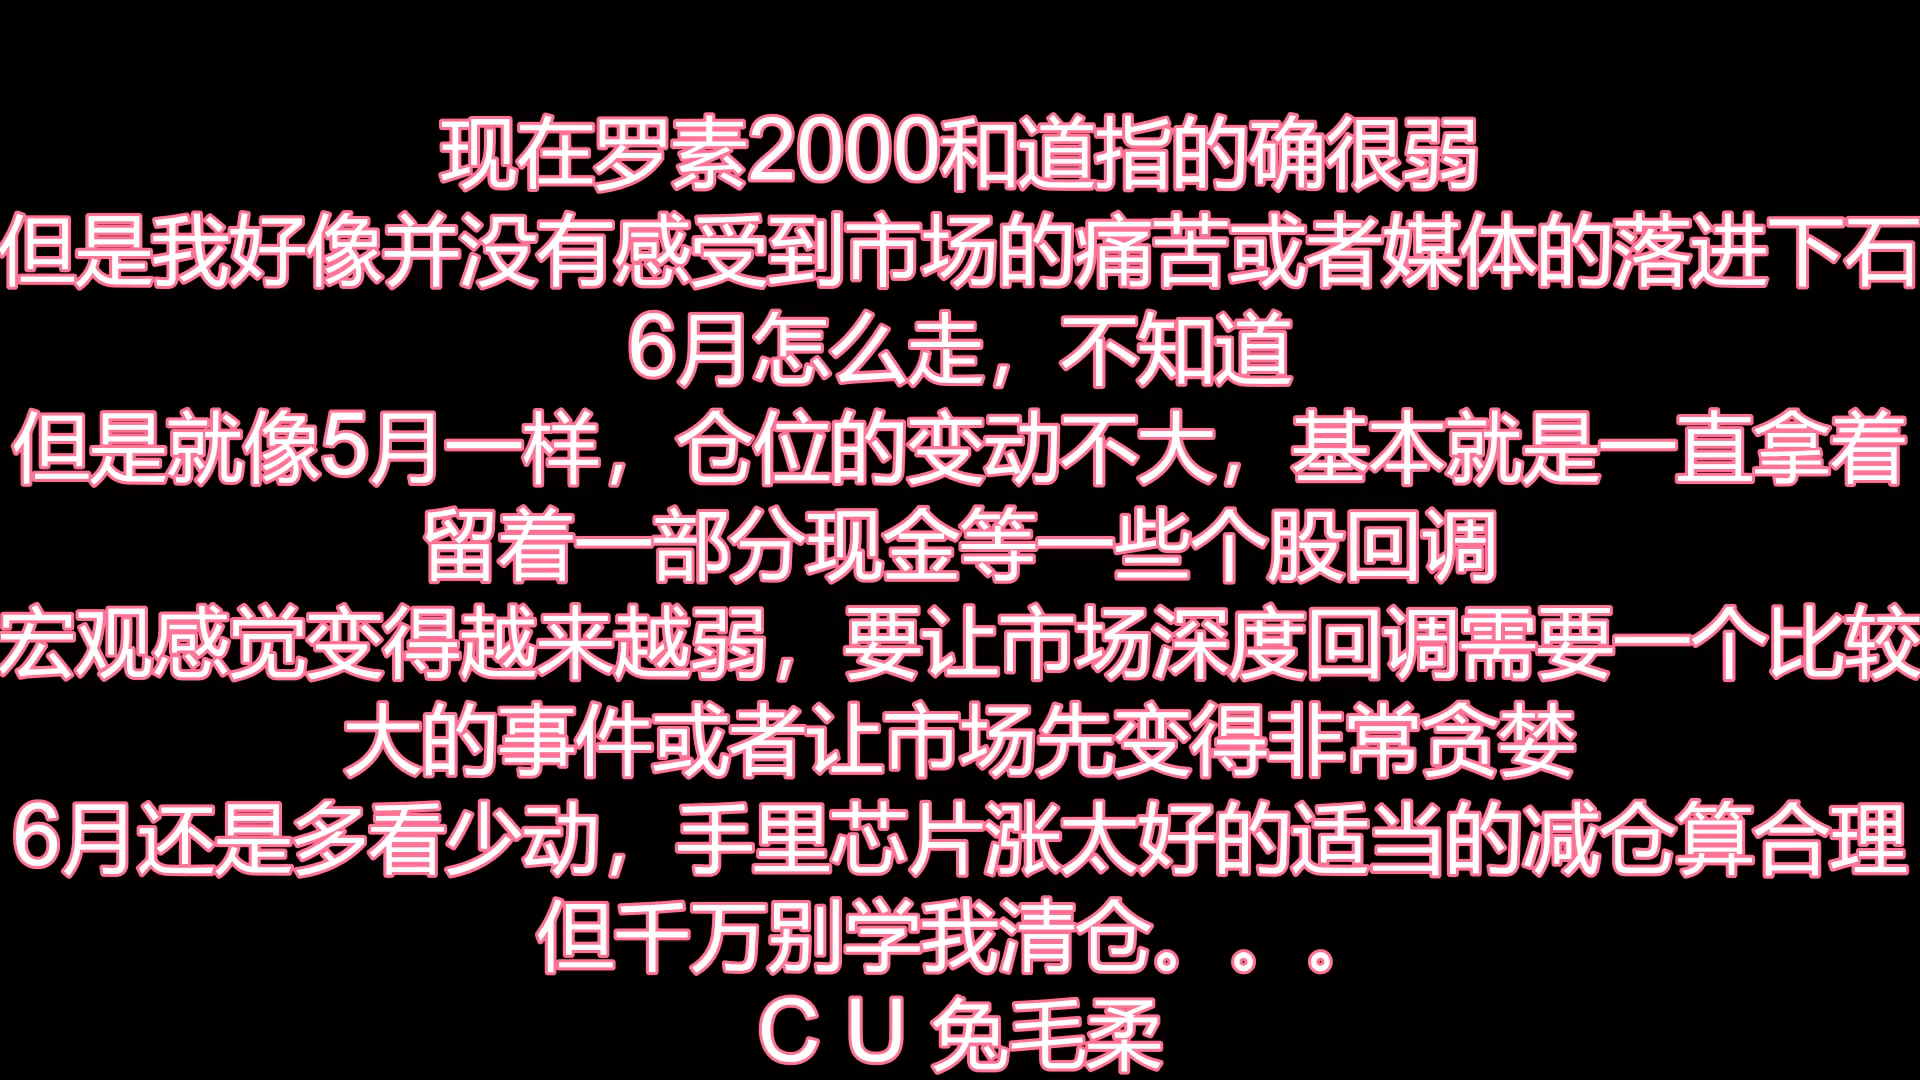 现在罗素2000和道指的确很弱
但是我好像并没有感受到市场的痛苦或者媒体的落进下石
6月怎么走，不知道
但是就像5月一样，仓位的变动不大，基本就是一直拿着
留着一部分现金等一些个股回调
宏观感觉变得越来越弱，要让市场深度回调需要一个比较
大的事件或者让市场先变得非常贪婪
6月还是多看少动，手里芯片涨太好的适当的减仓算合理
但千万别学我清仓。。。
C U 兔毛柔